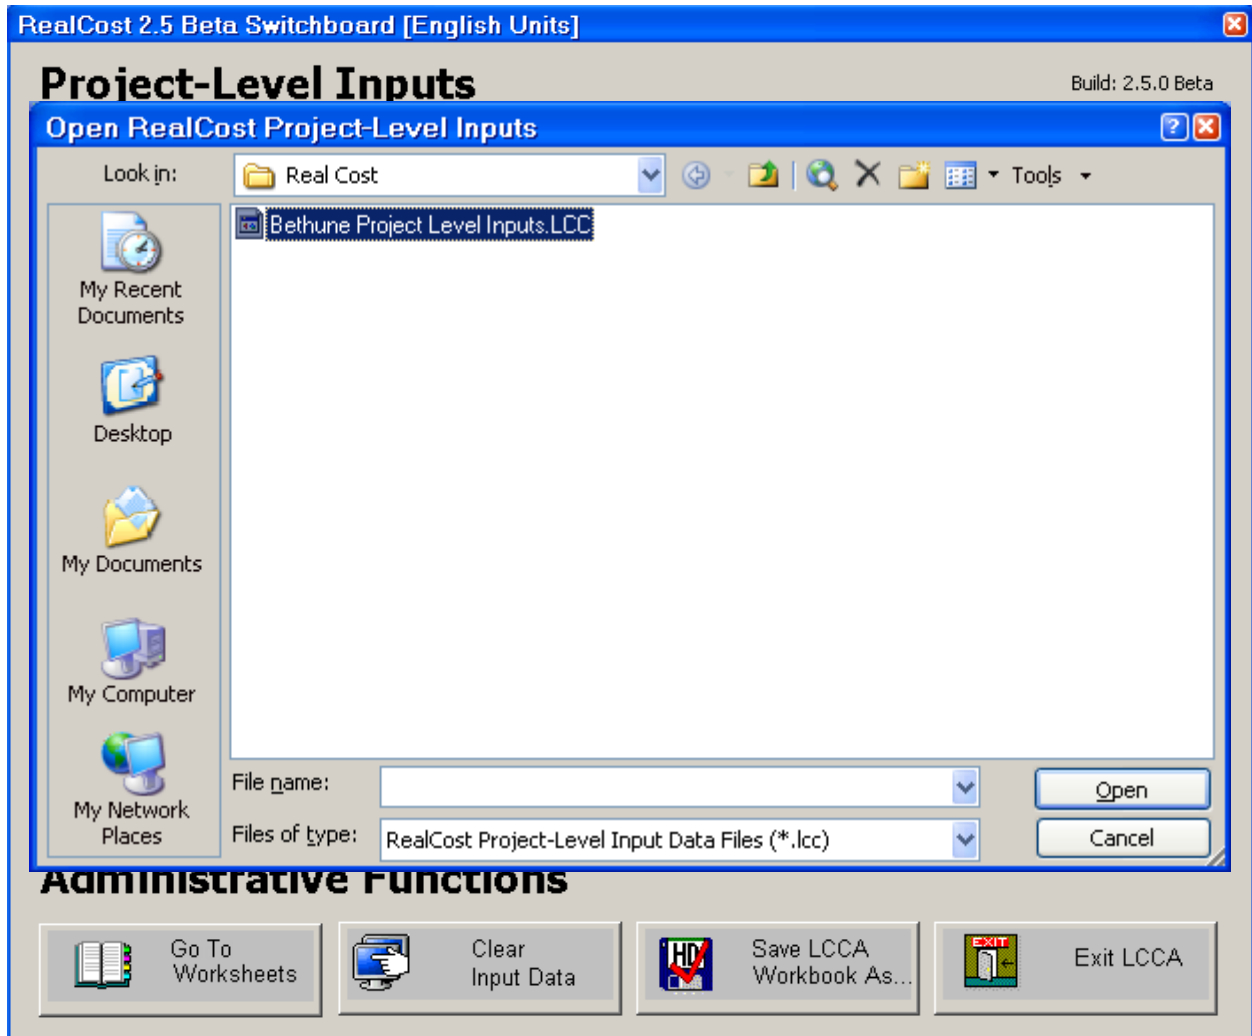 RealCost 2.5 Beta Switchboard [English Units]
Project-Level Inputs
Build: 2.5.0 Beta
Open RealCost Project-Level Inputs
Look in:
Real Cost
Tools
Bethune Project Level Inputs.LCC
My Recent
Documents
Desktop
My Documents
My Computer
My Network
Places
File name:
Open
Files of type:
RealCost Project-Level Input Data Files (*.lcc)
Cancel
Administrative Functions
Go To
Worksheets
Clear
Input Data
HD
Save LCCA
Workbook As...
EXIT
Exit LCCA